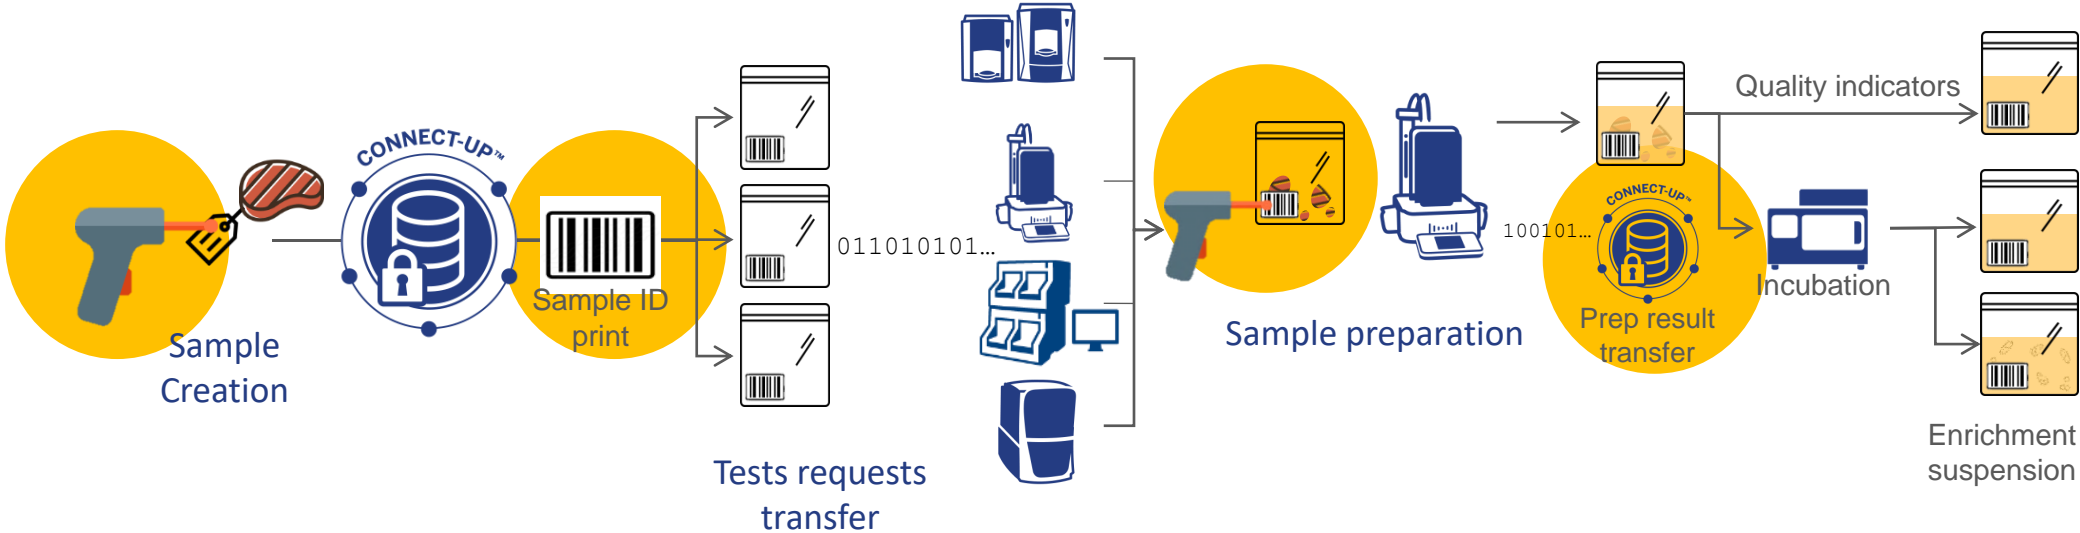 CONNECT-UP™
Sample ID
print
Sample
Creation
011010101…
Tests requests
transfer
Sample preparation
100101…
CONNECT-UP™
Prep result
transfer
Quality indicators
Incubation
Enrichment
suspension